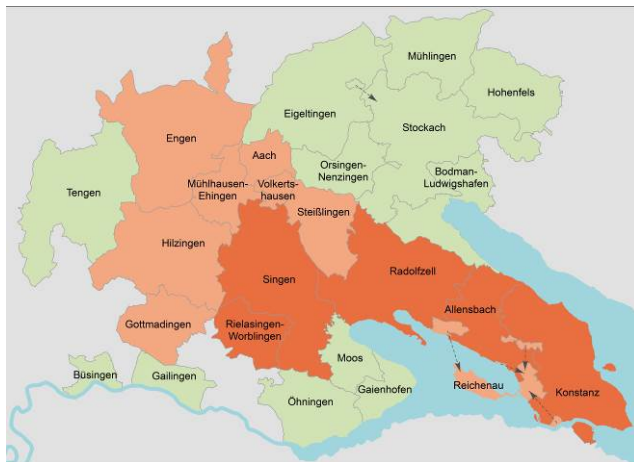 Mühlingen
Hohenfels
Eigeltingen
Stockach
Engen
Aach
Orsingen-
Nenzingen
Bodman-
Ludwigshafen
Tengen
Mühlhausen-
Ehingen
Volkerts-
hausen
Steißlingen
Hilzingen
Singen
Radolfzell
Allensbach
Gottmadingen
Rielasingen-
Worblingen
Moos
Büsingen
Gailingen
Gaienhofen
Reichenau
Konstanz
Öhningen